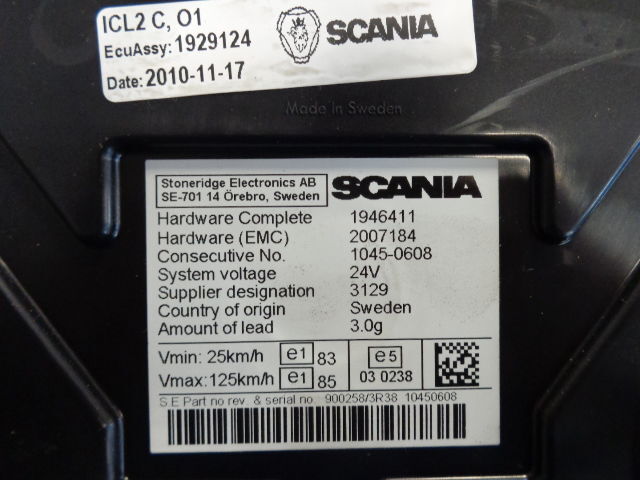 ICL2 C, O1
EcuAssy: 1929124
Date: 2010-11-17
SCANIA
Made In Sweden
Stoneridge Electronics AB
SE-701 14 Örebro, Sweden
SCANIA
Hardware Complete 1946411
Hardware (EMC) 2007184
Consecutive No. 1045-0608
System voltage 24V
Supplier designation 3129
Country of origin Sweden
Amount of lead 3.0g
Vmin: 25km/h e1 83 e5
Vmax: 125km/h e1 85 03 0238
S.E Part no rev. & serial no. 900258/3R38 10450608